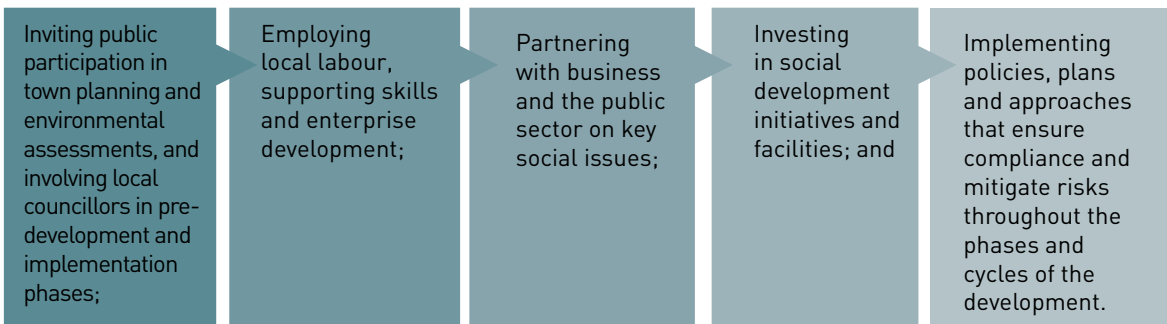 Inviting public
participation in
town planning and
environmental
assessments, and
involving local
councillors in pre-
development and
implementation
phases;
Employing
local labour,
supporting skills
and enterprise
development;
Partnering
with business
and the public
sector on key
social issues;
Investing
in social
development
initiatives and
facilities; and
Implementing
policies, plans
and approaches
that ensure
compliance and
mitigate risks
throughout the
phases and
cycles of the
development.